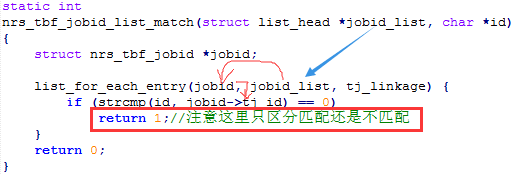 static int
nrs_tbf_jobid_list_match(struct list_head *jobid_list, char *id)
{
    struct nrs_tbf_jobid *jobid;
    list_for_each_entry(jobid, jobid_list, tj_linkage) {
        if (strcmp(id, jobid->tj_id) == 0)
            return 1;//注意这里只区分匹配还是不匹配
    }
    return 0;
}